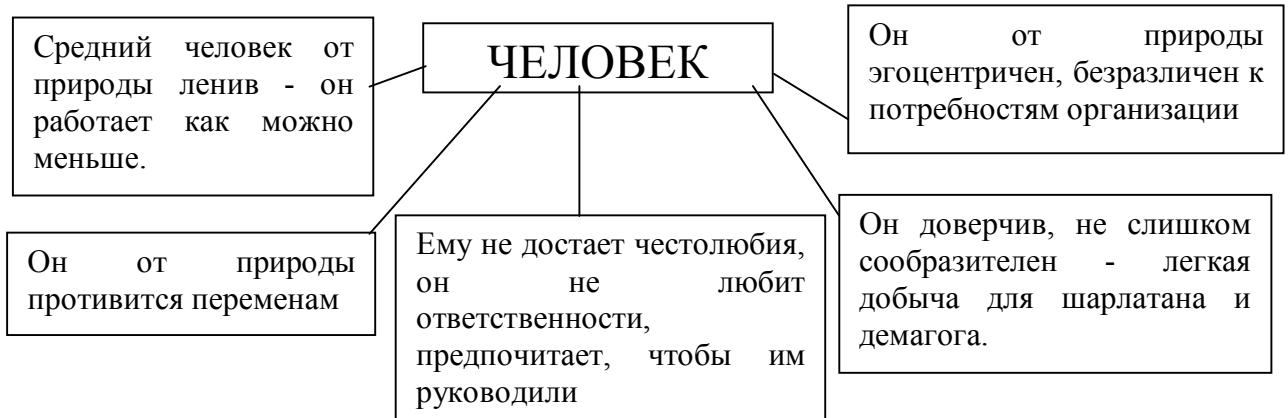 ЧЕЛОВЕК
Средний человек от
природы ленив - он
работает как можно
меньше.
Он от природы
эгоцентричен, безразличен к
потребностям организации
Он от природы
противится переменам
Ему не достает честолюбия,
он не любит
ответственности,
предпочитает, чтобы им
руководили
Он доверчив, не слишком
сообразителен - легкая
добыча для шарлатана и
демагога.